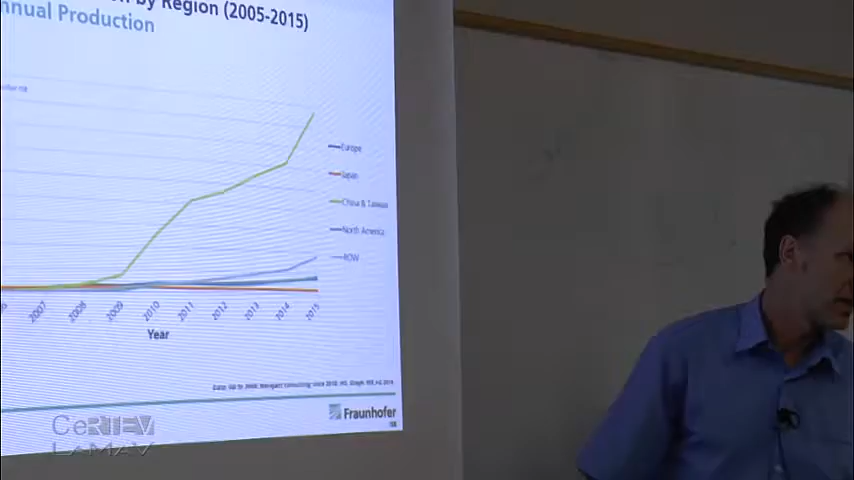 by Region (2005-2015)
nnual Production
Europe
Japan
China & Taiwan
North America
ROW
2007 2008 2009 2010 2011 2012 2013 2014 2015
Year
Fraunhofer
CeRTEV
LAMAV